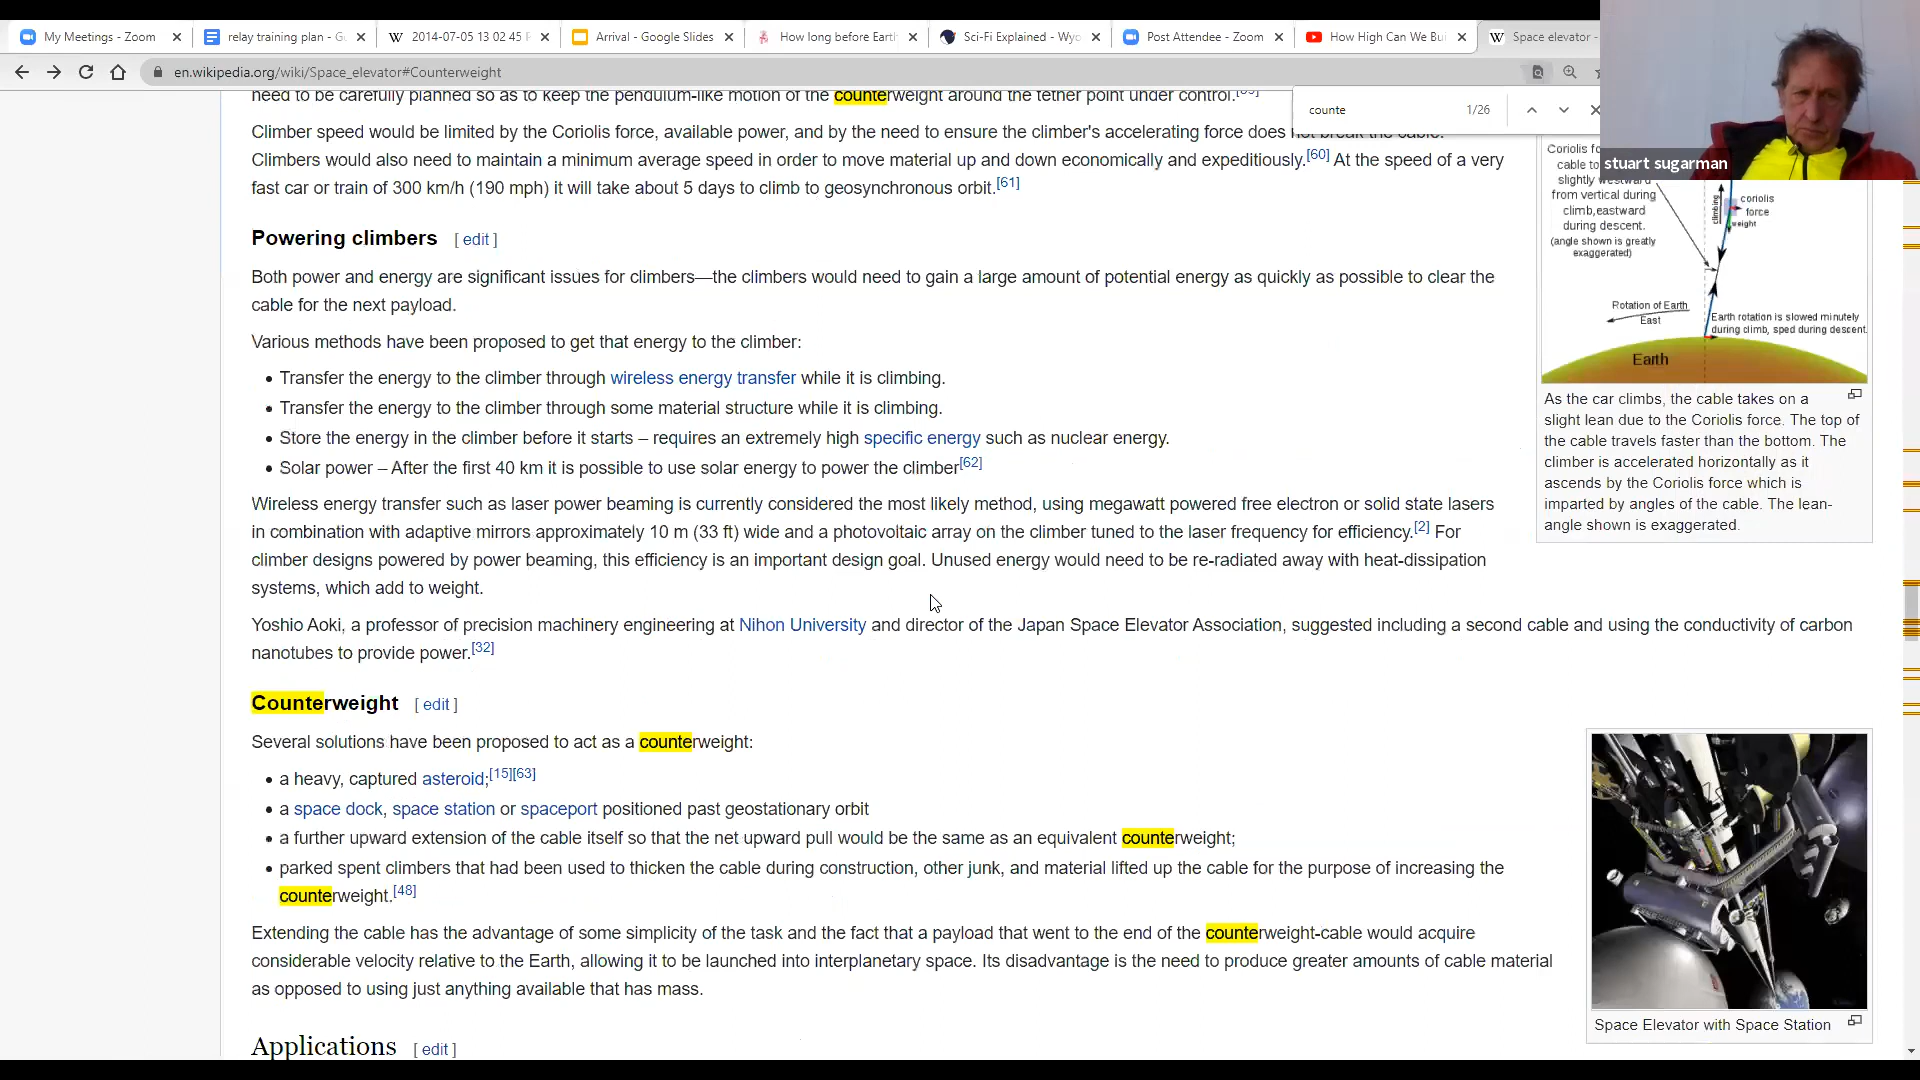 My Meetings - Zoom
relay training plan - G
2014-07-05 13 02 45
Arrival - Google Slides
How long before Earth
Sci-Fi Explained - Wyo
Post Attendee - Zoom
How High Can We Bui
Space elevator -
en.wikipedia.org/wiki/Space_elevator#Counterweight
counte 1/26
stuart sugarman
need to be carefully planned so as to keep the pendulum-like motion of the counterweight around the tether point under control.
Climber speed would be limited by the Coriolis force, available power, and by the need to ensure the climber's accelerating force does not break the cable.
Climbers would also need to maintain a minimum average speed in order to move material up and down economically and expeditiously.[60] At the speed of a very
fast car or train of 300 km/h (190 mph) it will take about 5 days to climb to geosynchronous orbit.[61]
Powering climbers [ edit ]
Both power and energy are significant issues for climbers—the climbers would need to gain a large amount of potential energy as quickly as possible to clear the
cable for the next payload.
Various methods have been proposed to get that energy to the climber:
• Transfer the energy to the climber through wireless energy transfer while it is climbing.
• Transfer the energy to the climber through some material structure while it is climbing.
• Store the energy in the climber before it starts – requires an extremely high specific energy such as nuclear energy.
• Solar power – After the first 40 km it is possible to use solar energy to power the climber[62]
Wireless energy transfer such as laser power beaming is currently considered the most likely method, using megawatt powered free electron or solid state lasers
in combination with adaptive mirrors approximately 10 m (33 ft) wide and a photovoltaic array on the climber tuned to the laser frequency for efficiency.[2] For
climber designs powered by power beaming, this efficiency is an important design goal. Unused energy would need to be re-radiated away with heat-dissipation
systems, which add to weight.
Yoshio Aoki, a professor of precision machinery engineering at Nihon University and director of the Japan Space Elevator Association, suggested including a second cable and using the conductivity of carbon
nanotubes to provide power.[32]
Counterweight [ edit ]
Several solutions have been proposed to act as a counterweight:
• a heavy, captured asteroid;[15][63]
• a space dock, space station or spaceport positioned past geostationary orbit
• a further upward extension of the cable itself so that the net upward pull would be the same as an equivalent counterweight;
• parked spent climbers that had been used to thicken the cable during construction, other junk, and material lifted up the cable for the purpose of increasing the
counterweight.[48]
Extending the cable has the advantage of some simplicity of the task and the fact that a payload that went to the end of the counterweight-cable would acquire
considerable velocity relative to the Earth, allowing it to be launched into interplanetary space. Its disadvantage is the need to produce greater amounts of cable material
as opposed to using just anything available that has mass.
Applications [ edit ]
Coriolis
cable to
slightly westward
from vertical during
climb,eastward
during descent.
(angle shown is greatly
exaggerated)
climbing
coriolis
force
weight
Rotation of Earth
East
Earth rotation is slowed minutely
during climb, sped during descent.
Earth
As the car climbs, the cable takes on a
slight lean due to the Coriolis force. The top of
the cable travels faster than the bottom. The
climber is accelerated horizontally as it
ascends by the Coriolis force which is
imparted by angles of the cable. The lean-
angle shown is exaggerated.
Space Elevator with Space Station